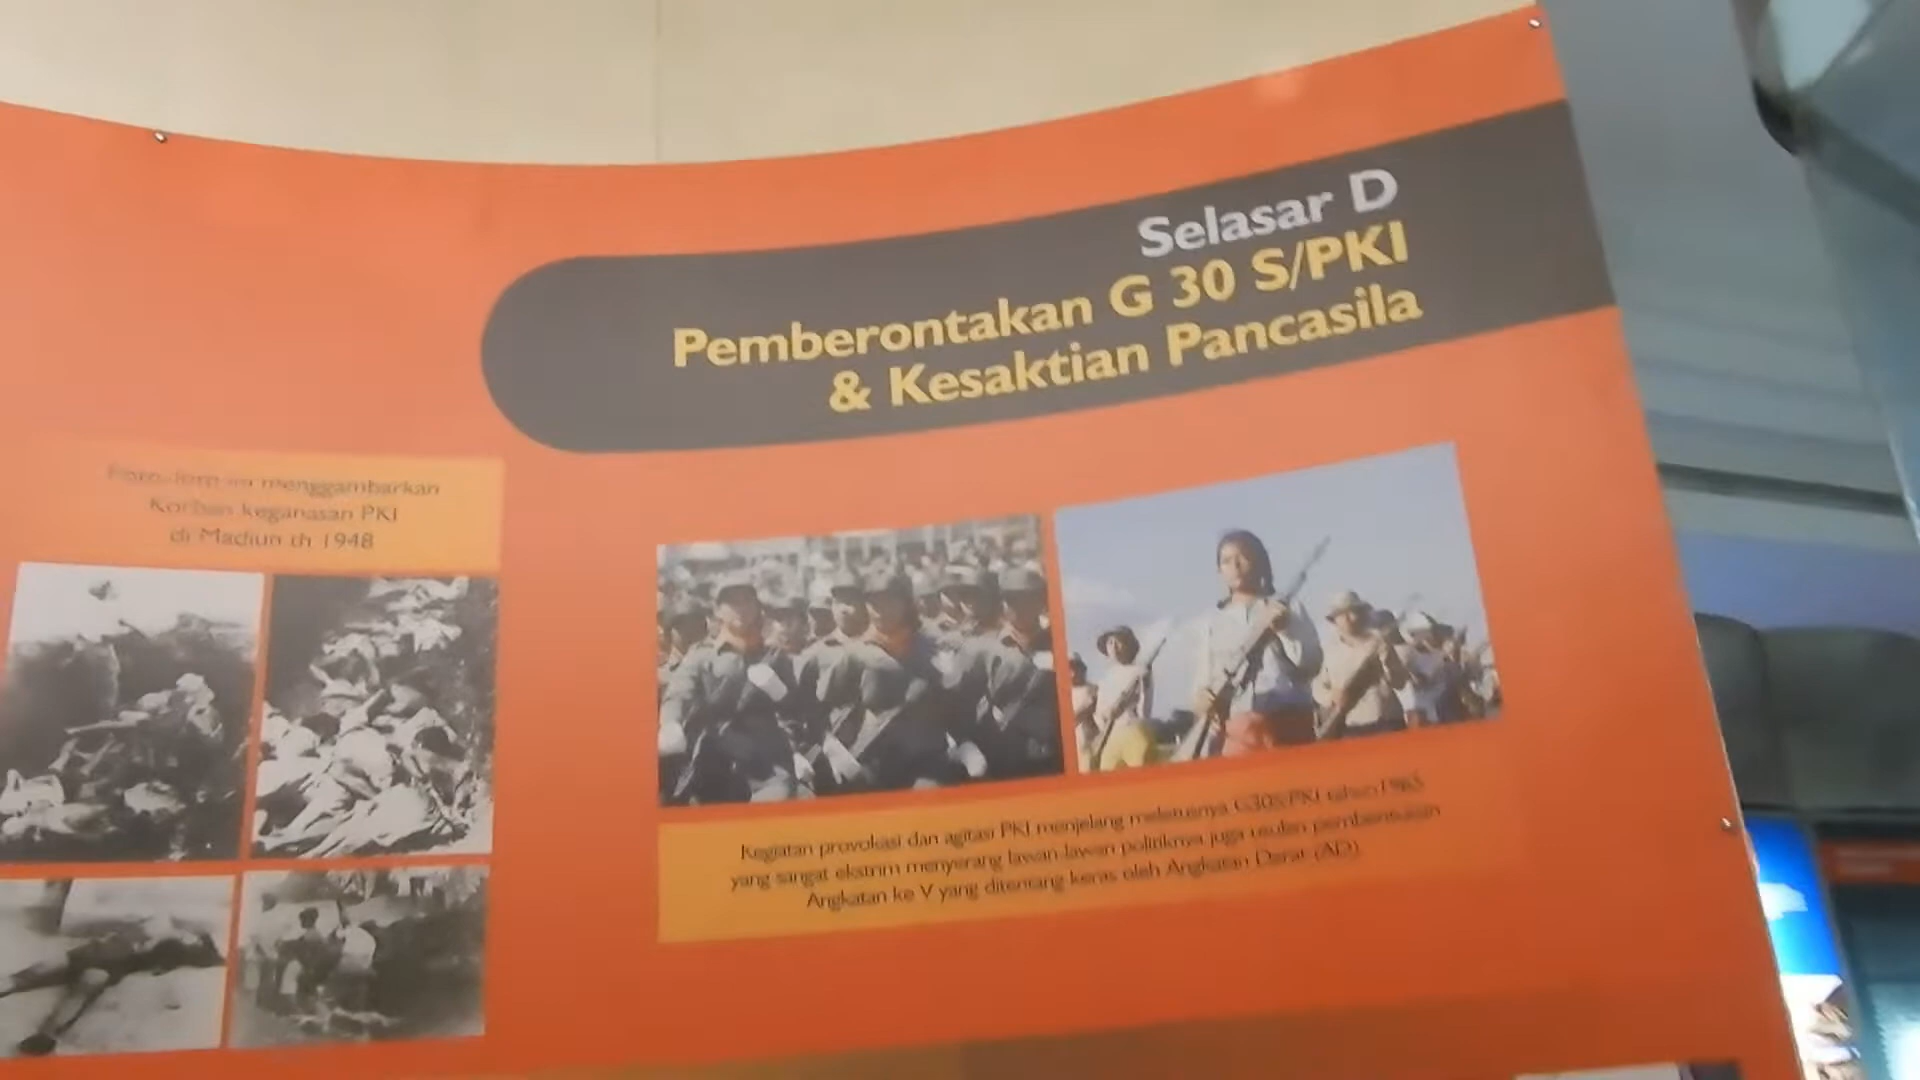 Selasar D
Pemberontakan G 30 S/PKI
& Kesaktian Pancasila
menggambarkan
Korban keganasan PKI
di Madiun th 1948
Kegiatan provokasi dan agitasi PKI menjelang meletusnya G30S/PKI tahun 1965
yang sangat ekstrim menyerang lawan-lawan politiknya juga usulan pembentukan
Angkatan ke V yang ditentang keras oleh Angkatan Darat (AD)